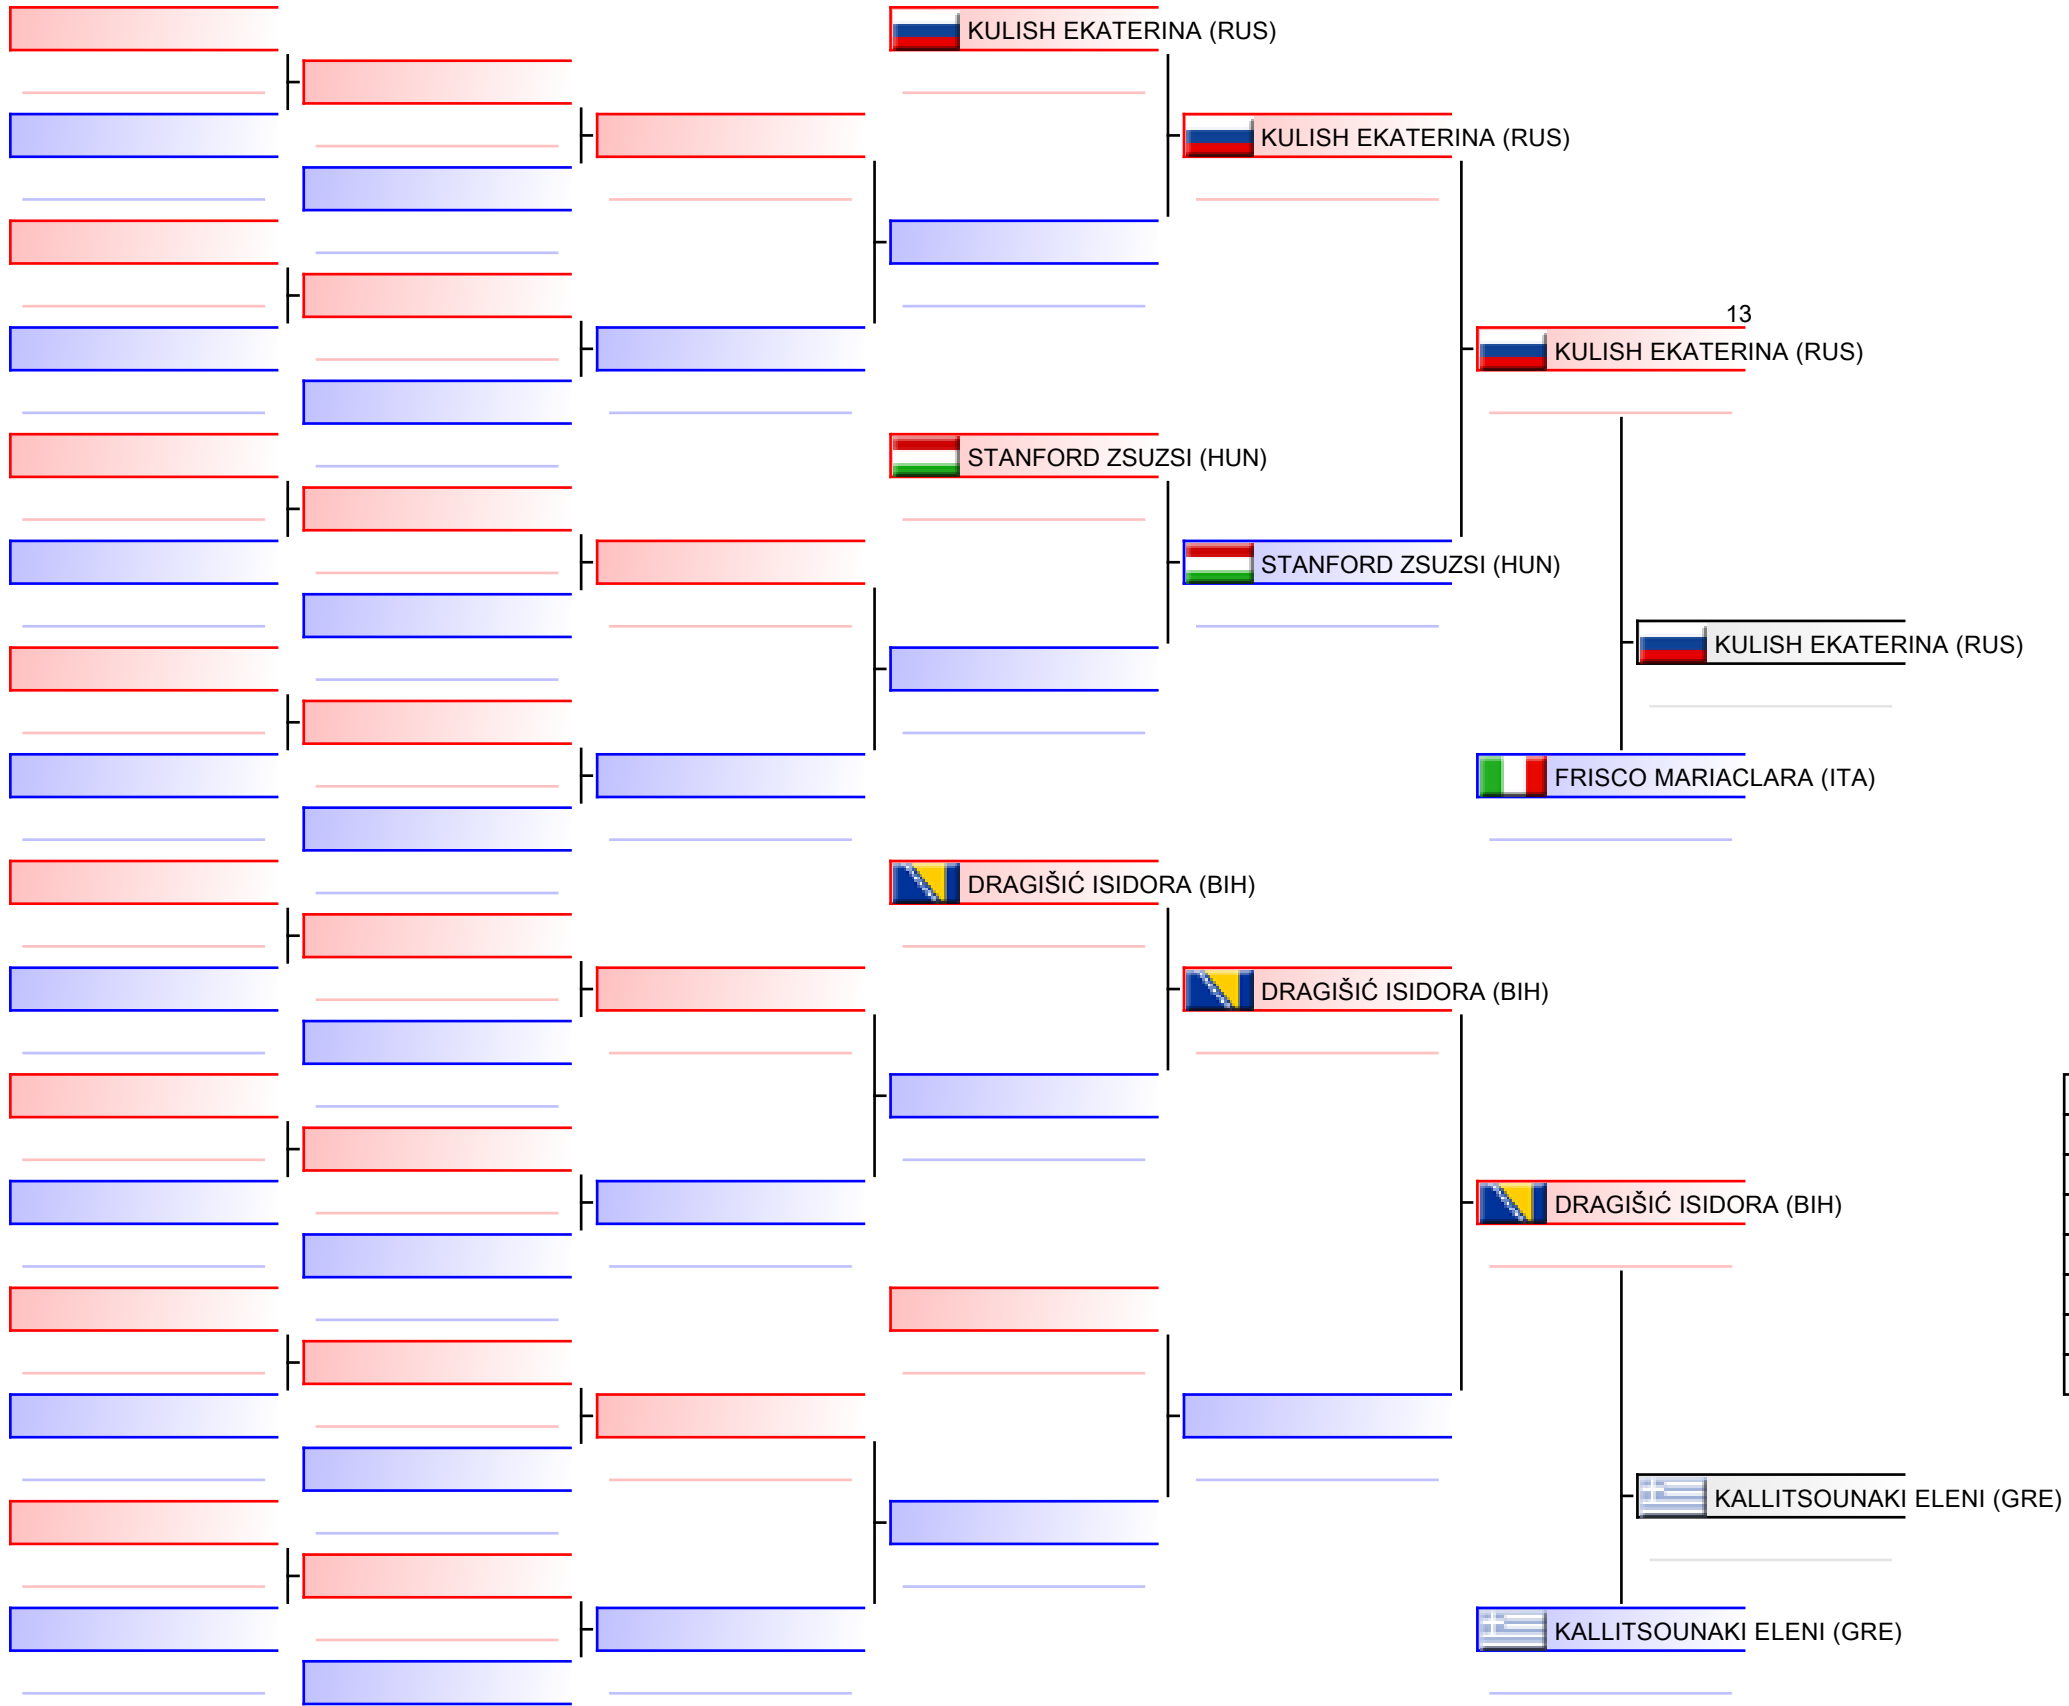 KULISH EKATERINA (RUS)
KULISH EKATERINA (RUS)
13
KULISH EKATERINA (RUS)
STANFORD ZSUZSI (HUN)
STANFORD ZSUZSI (HUN)
KULISH EKATERINA (RUS)
FRISCO MARIACLARA (ITA)
DRAGIŠIĆ ISIDORA (BIH)
DRAGIŠIĆ ISIDORA (BIH)
DRAGIŠIĆ ISIDORA (BIH)
KALLITSOUNAKI ELENI (GRE)
KALLITSOUNAKI ELENI (GRE)